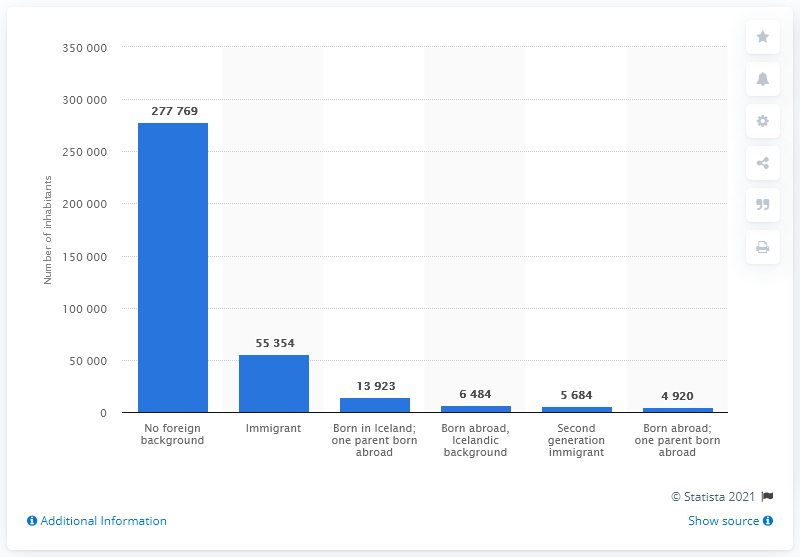 350 000
300 000
250 000
200 000
150 000
100 000
50 000
0
Number of inhabitants
277 769
55 354
13 923
6 484
5 684
4 920
No foreign
background
Immigrant
Born in Iceland;
one parent born
abroad
Born abroad,
Icelandic
background
Second
generation
immigrant
Born abroad;
one parent born
abroad
© Statista 2021
Additional Information
Show source